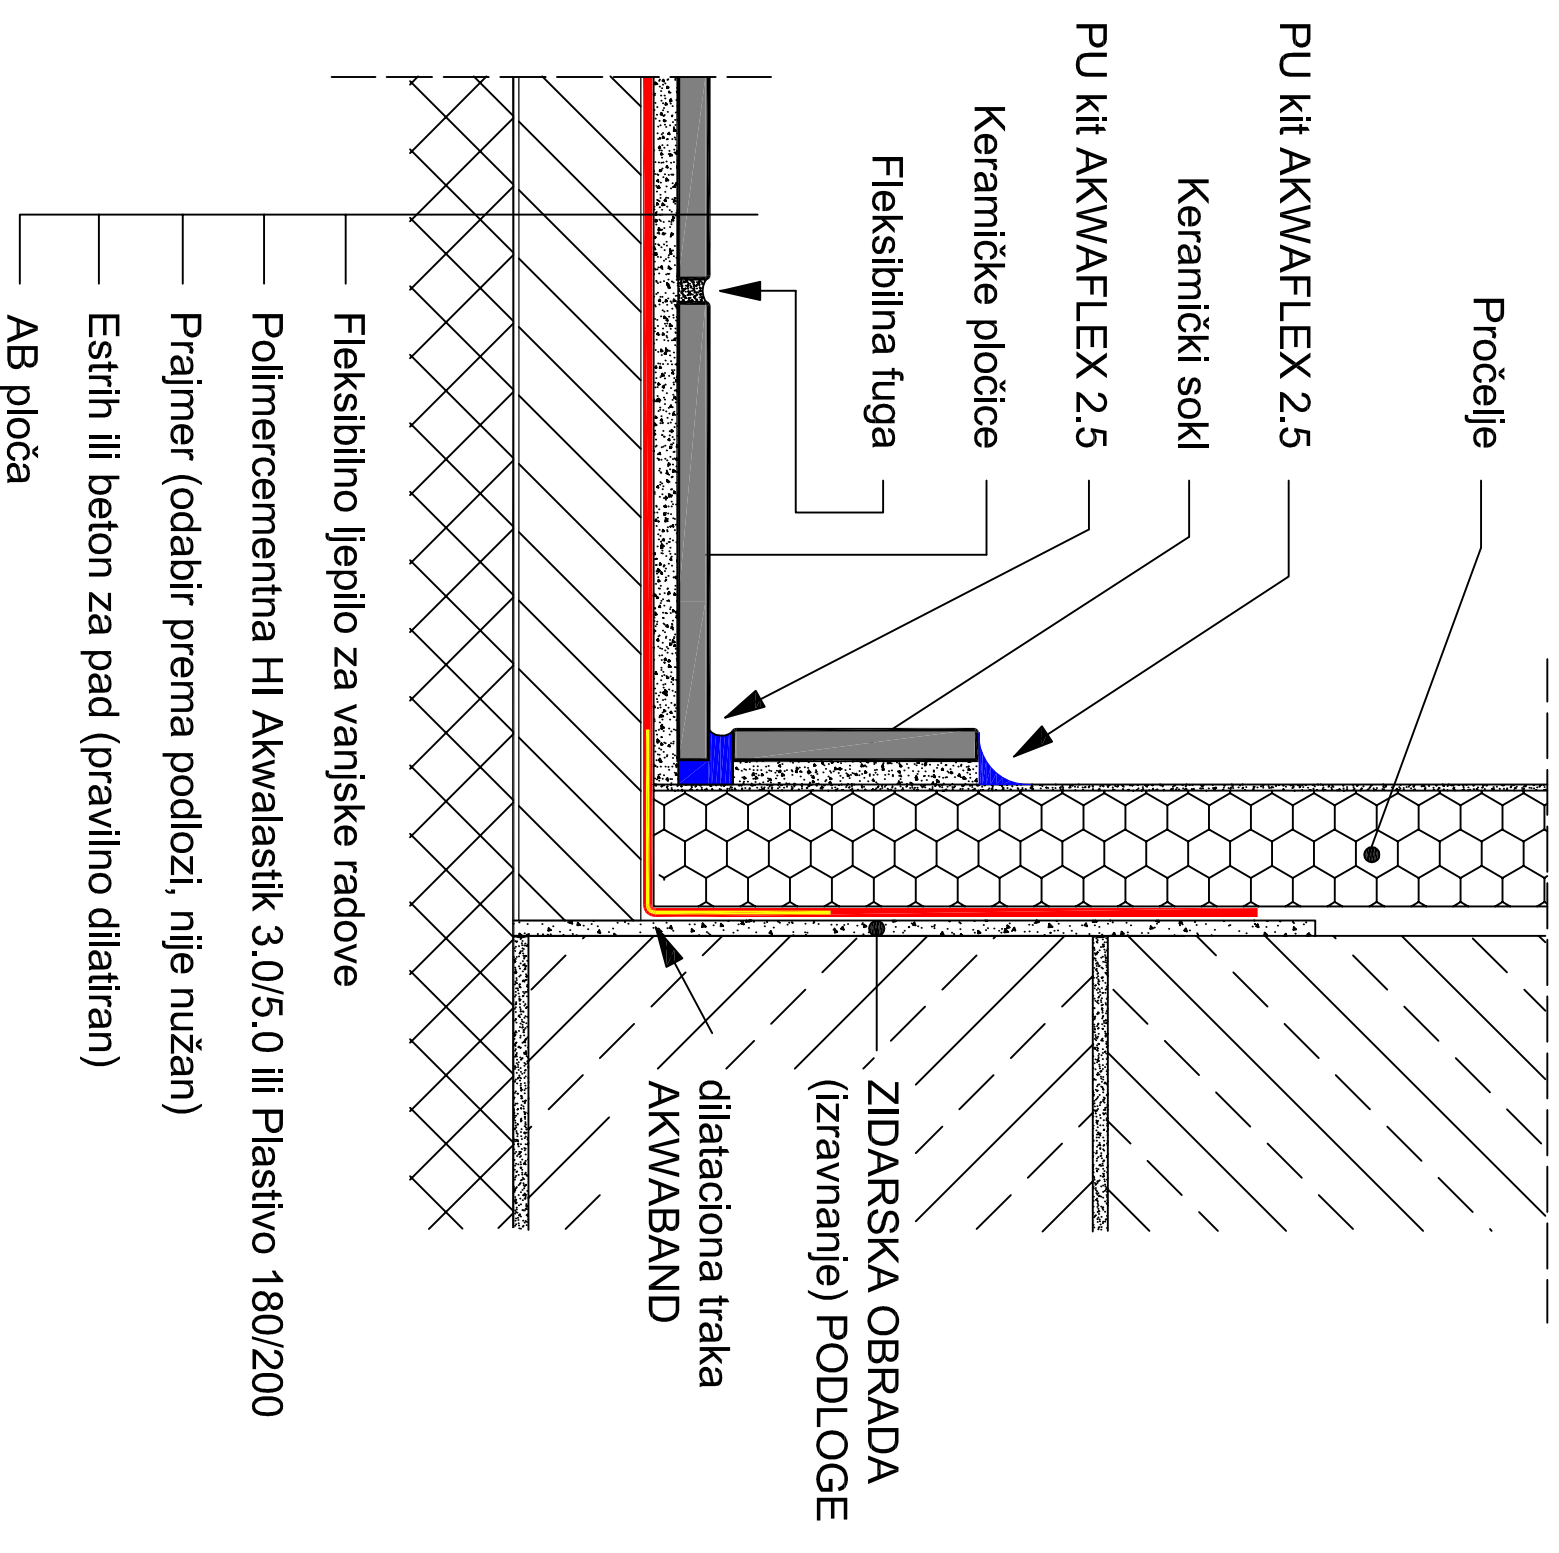 Pročelje
PU kit AKWAFLEX 2.5
Keramički sokl
PU kit AKWAFLEX 2.5
Keramičke pločice
Fleksibilna fuga
ZIDARSKA OBRADA
(izravnanje) PODLOGE
dilataciona traka
AKWABAND
Fleksibilno ljepilo za vanjske radove
Polimercementna HI Akwalastik 3.0/5.0 ili Plastivo 180/200
Prajmer (odabir prema podlozi, nije nužan)
Estrih ili beton za pad (pravilno dilatiran)
AB ploča